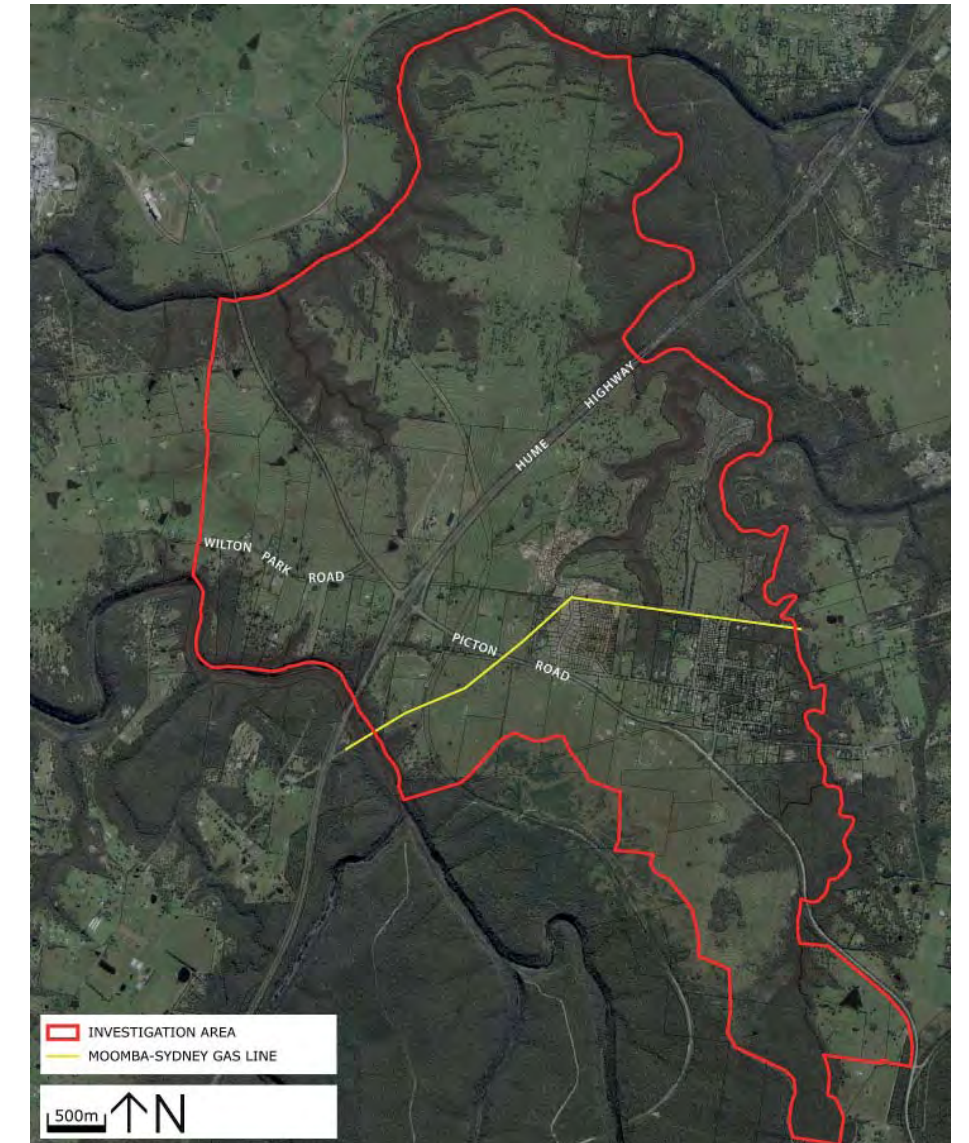 HUME HIGHWAY
WILTON PARK ROAD
PICTON ROAD
INVESTIGATION AREA
MOOMBA-SYDNEY GAS LINE
500m N